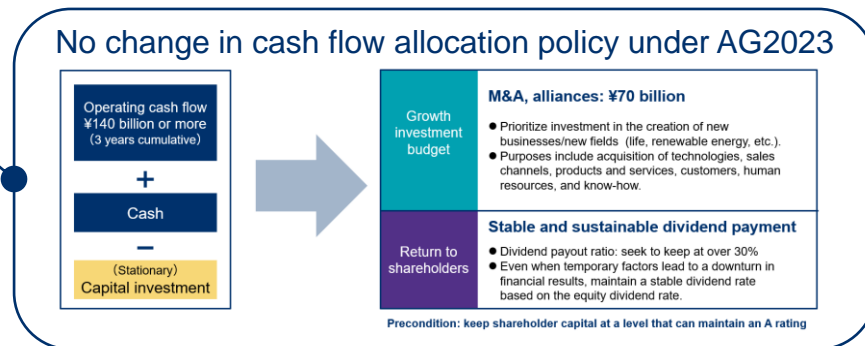 No change in cash flow allocation policy under AG2023
Operating cash flow
¥140 billion or more
(3 years cumulative)
+
Cash
−
(Stationary)
Capital investment
Growth
investment
budget
M&A, alliances: ¥70 billion
● Prioritize investment in the creation of new
businesses/new fields (life, renewable energy, etc.).
● Purposes include acquisition of technologies, sales
channels, products and services, customers, human
resources, and know-how.
Return to
shareholders
Stable and sustainable dividend payment
● Dividend payout ratio: seek to keep at over 30%
● Even when temporary factors lead to a downturn in
financial results, maintain a stable dividend rate
based on the equity dividend rate.
Precondition: keep shareholder capital at a level that can maintain an A rating